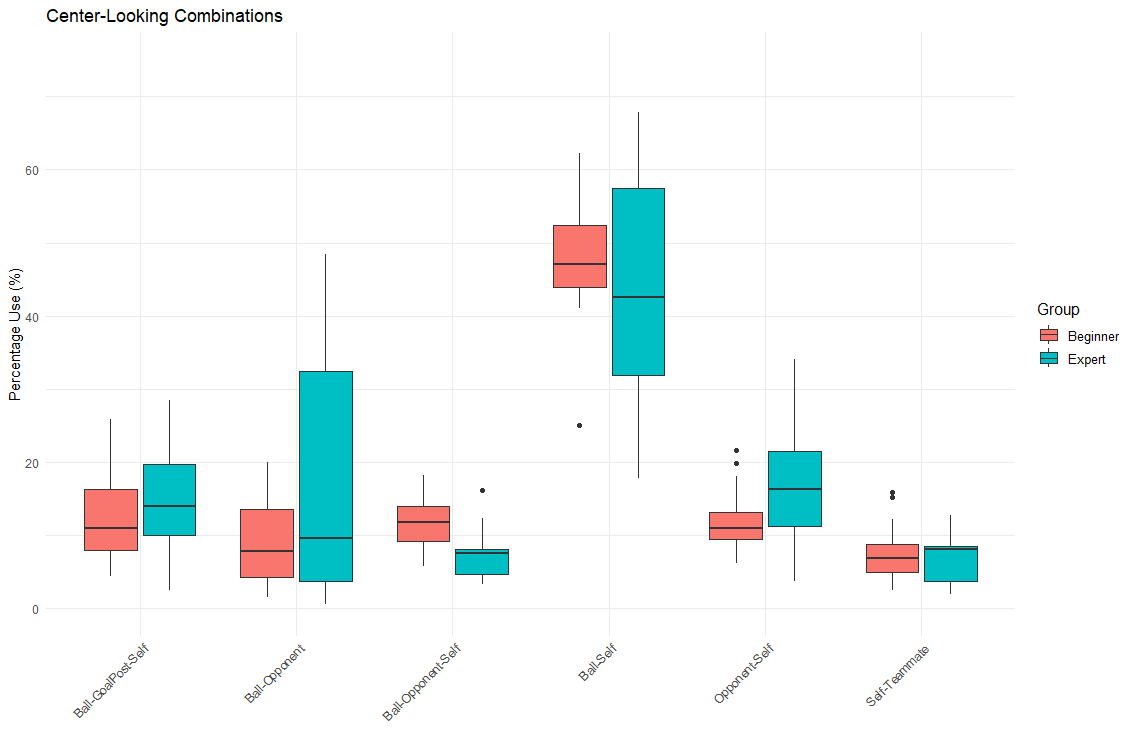 Center-Looking Combinations
Percentage Use (%)
60
40
20
0
Ball-GoalPost-Self
Ball-Opponent
Ball-Opponent-Self
Ball-Self
Opponent-Self
Self-Teammate
Group
Beginner
Expert